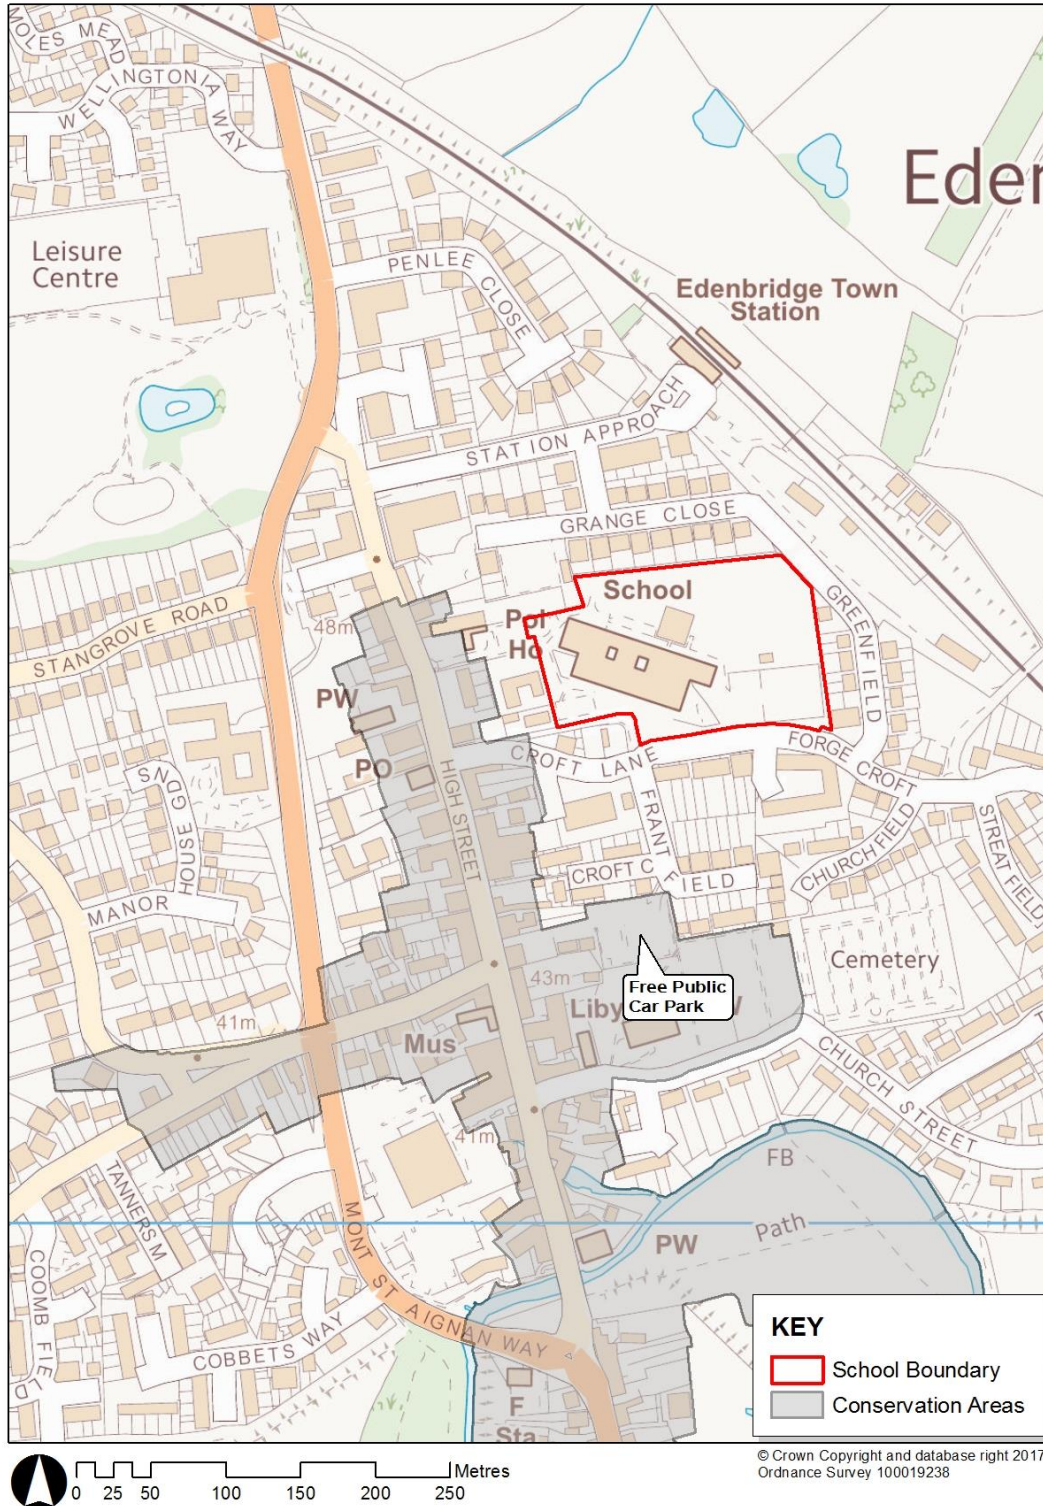 MOLES MEAD
WELLINGTONIA WAY
Leisure
Centre
PENLEE CLOSE
Eden
Edenbridge Town
Station
STATION APPROACH
GRANGE CLOSE
School
STANGROVE ROAD
48m
Pol
Ho
GREENFIELD
PW
PO
CROFT LANE
FORGE CROFT
HIGH STREET
MANOR HOUSE GDNS
FRANT FIELD
CROFT C
CHURCHFIELD
STREATFIELD
Cemetery
43m
Free Public
Car Park
Liby
W
41m
Mus
CHURCH STREET
41m
TANNERS M
FB
Path
PW
MONT ST AIGNAN WAY
COOMB FIELD
COBBETS WAY
F
Sta
KEY
School Boundary
Conservation Areas
Metres
0 25 50 100 150 200 250
© Crown Copyright and database right 2017
Ordnance Survey 100019238